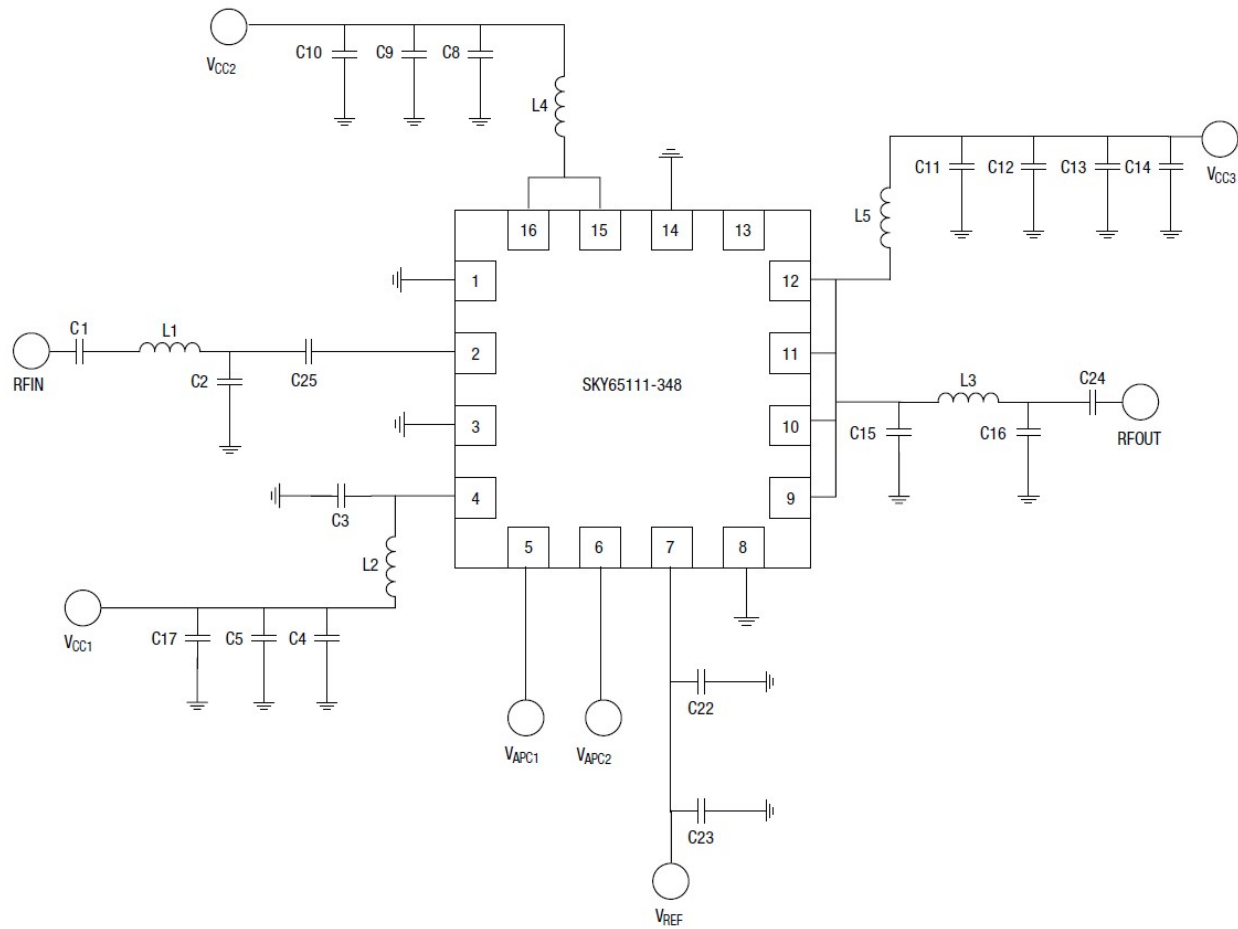 VCC2
C10
C9
C8
L4
C11
C12
C13
C14
VCC3
L5
16
15
14
13
1
12
RFIN
C1
L1
C2
C25
2
11
SKY65111-348
3
10
L3
C24
C15
C16
RFOUT
4
9
C3
L2
5
6
7
8
VCC1
C17
C5
C4
VAPC1
VAPC2
C22
C23
VREF